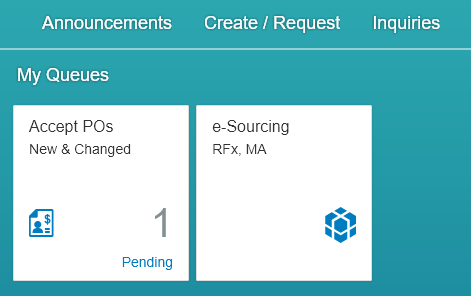 Announcements Create / Request Inquiries
My Queues
Accept POs
New & Changed
1
Pending
e-Sourcing
RFx, MA